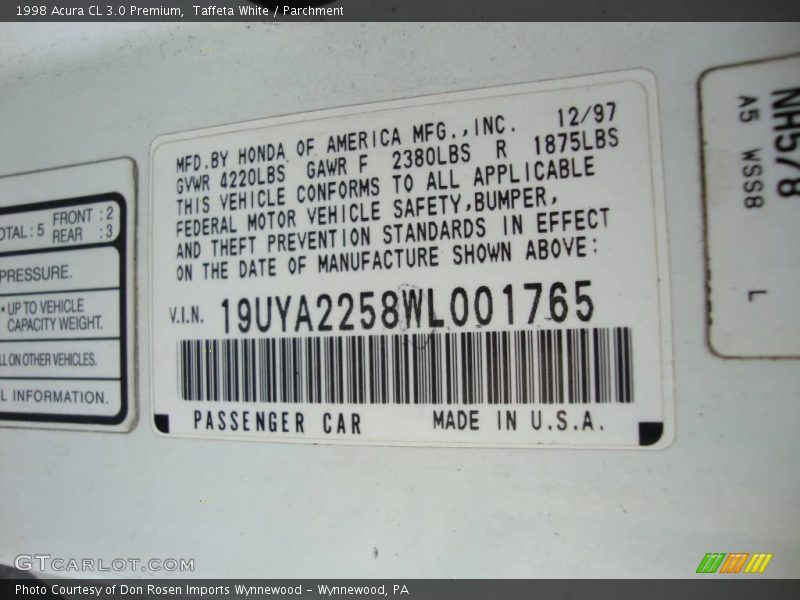 1998 Acura CL 3.0 Premium,  Taffeta White / Parchment
MFD.BY HONDA OF AMERICA MFG.,INC.  12/97
GVWR 4220LBS  GAWR F  2380LBS  R  1875LBS
THIS VEHICLE CONFORMS TO ALL APPLICABLE
FEDERAL MOTOR VEHICLE SAFETY,BUMPER,
AND THEFT PREVENTION STANDARDS IN EFFECT
ON THE DATE OF MANUFACTURE SHOWN ABOVE:
V.I.N. 19UYA2258WL001765
PASSENGER CAR  MADE IN U.S.A.
OTAL : 5  FRONT : 2
REAR : 3
PRESSURE.
• UP TO VEHICLE
CAPACITY WEIGHT.
ON OTHER VEHICLES.
INFORMATION.
NH578
A5 WSSB
L
GTCARLOT.COM
Photo Courtesy of Don Rosen Imports Wynnewood – Wynnewood, PA